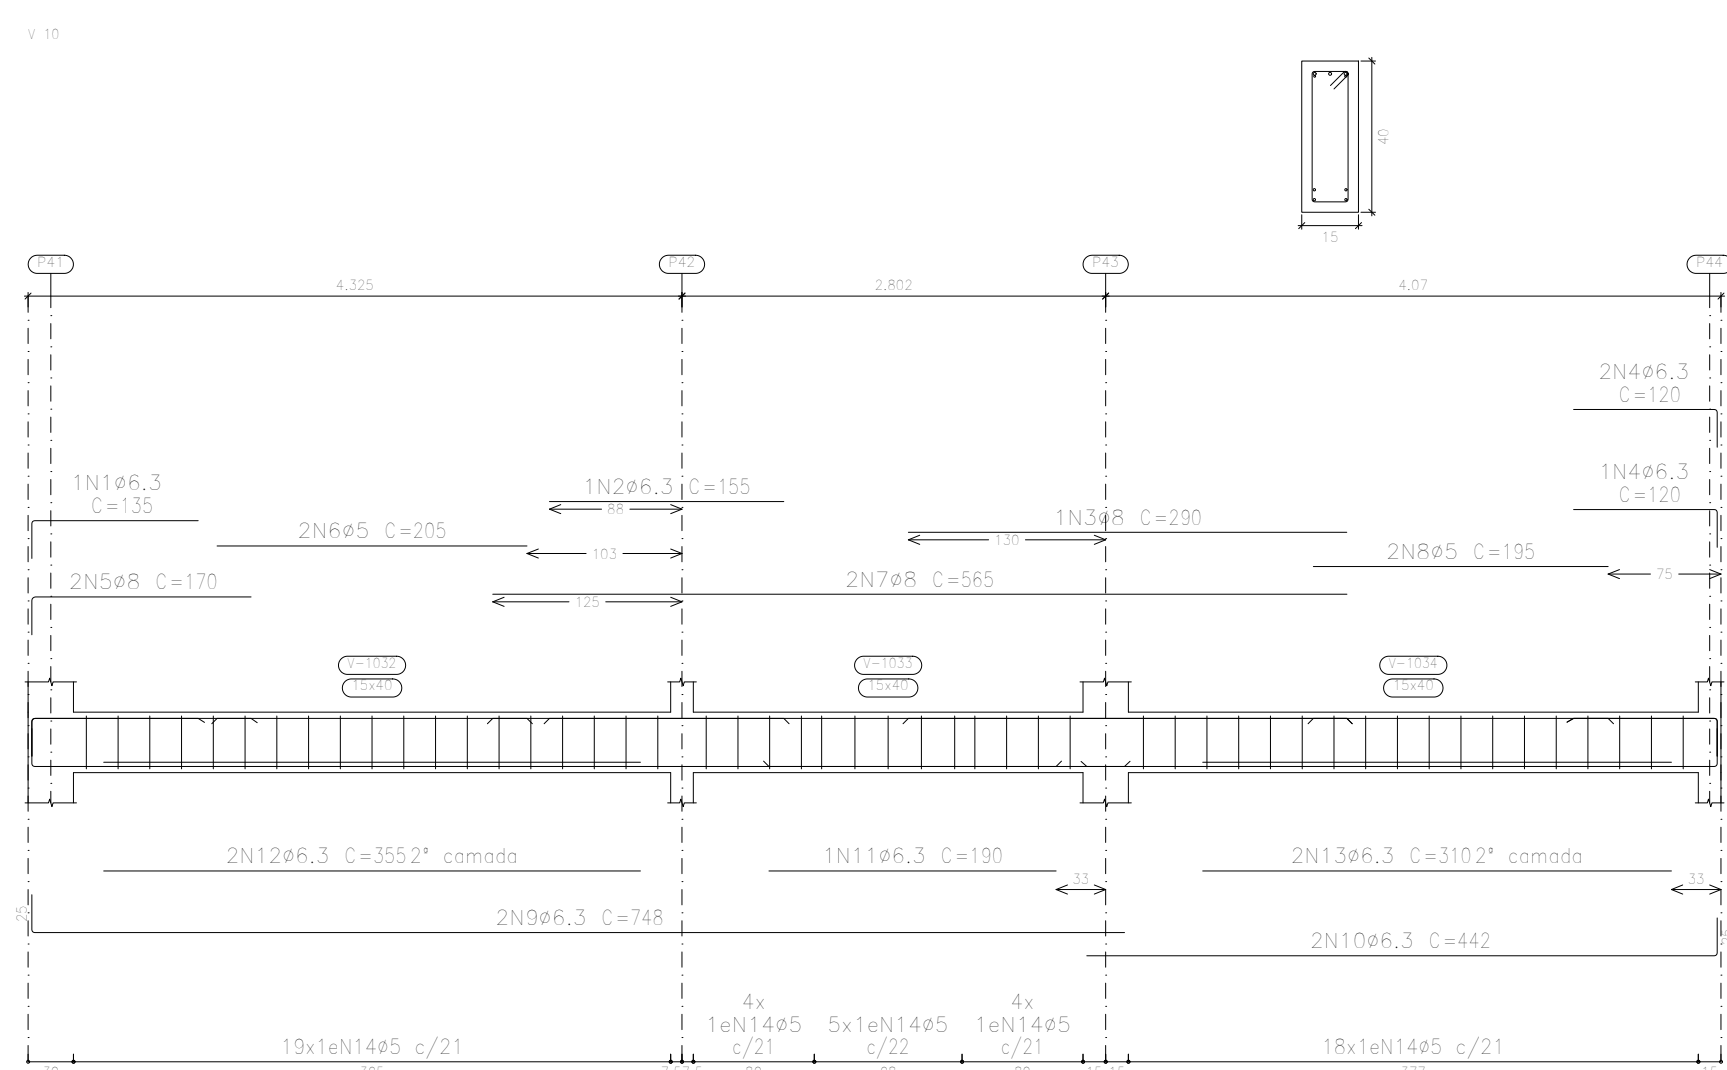 V 10
40
15
P41
P42
P43
P44
4.325
2.802
4.07
2N4ø6.3
C=120
1N1ø6.3
C=135
1N2ø6.3 C=155
88
1N4ø6.3
C=120
2N6ø5 C=205
103
1N3ø8 C=290
130
2N8ø5 C=195
75
2N5ø8 C=170
2N7ø8 C=565
125
V-1032
15x40
V-1033
15x40
V-1034
15x40
2N12ø6.3 C=355 2ª camada
1N11ø6.3 C=190
33
2N13ø6.3 C=310 2ª camada
33
25
2N9ø6.3 C=748
2N10ø6.3 C=442
19x1eN14ø5 c/21
4x
1eN14ø5
c/21
5x1eN14ø5
c/22
4x
1eN14ø5
c/21
18x1eN14ø5 c/21